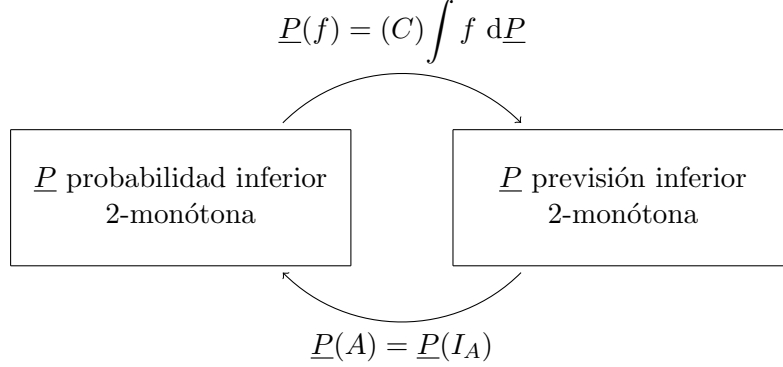 P(f) = (C)∫ f dP
P probabilidad inferior
2-monótona
P previsión inferior
2-monótona
P(A) = P(I_A)